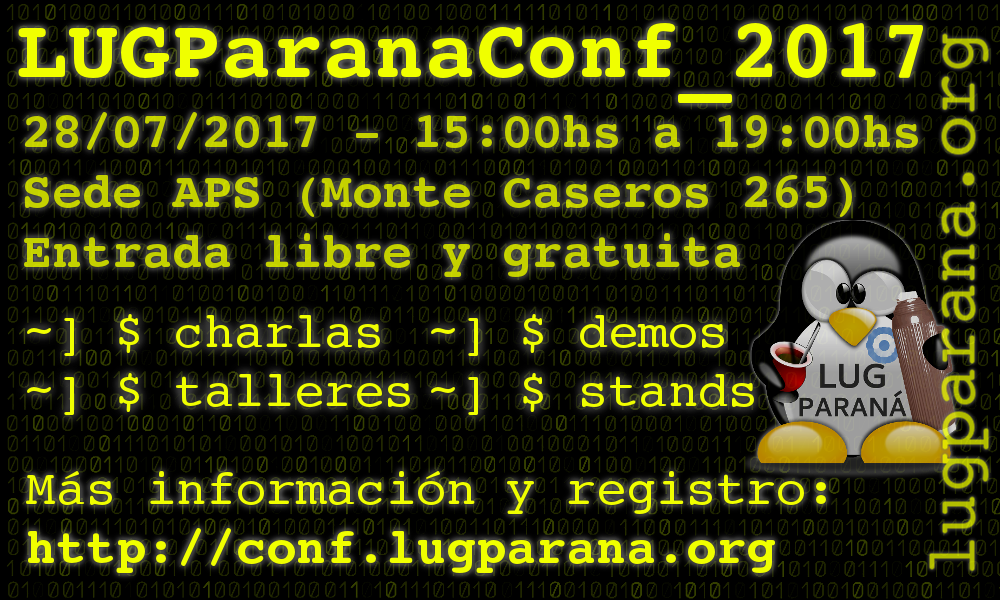 LUGParanaConf_2017
28/07/2017 - 15:00hs a 19:00hs
Sede APS (Monte Caseros 265)
Entrada libre y gratuita
~] $ charlas ~] $ demos
~] $ talleres ~] $ stands
LUG
PARANÁ
Más información y registro:
http://conf.lugparana.org
lugparana.org